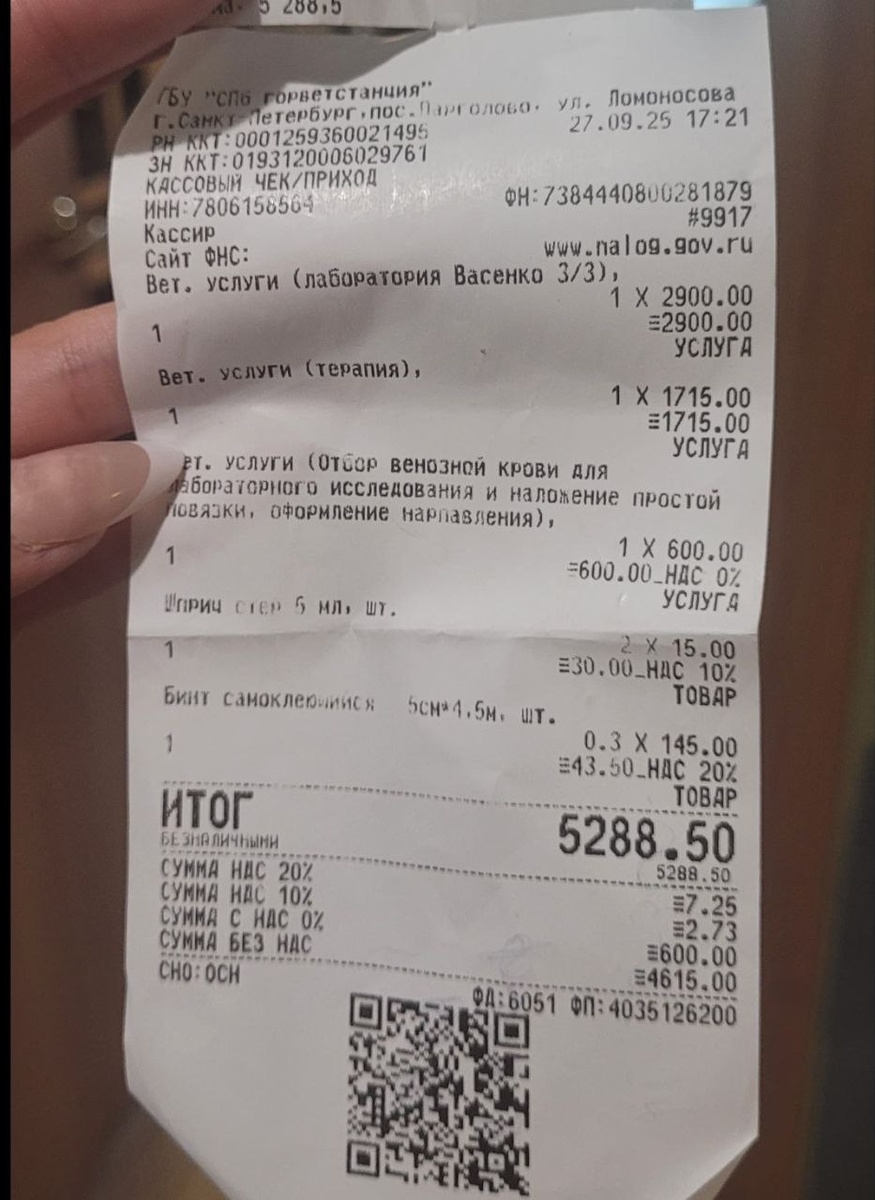 5 288,5
ГБУ "СПб горветстанция"
г.Санкт-Петербург,пос.Парголово, ул. Ломоносова
РН ККТ:0001259360021495
27.09.25 17:21
ЗН ККТ:0193120006029761
КАССОВЫЙ ЧЕК/ПРИХОД
ИНН:7806158564
ФН:7384440800281879
#9917
Кассир
Сайт ФНС:
www.nalog.gov.ru
Вет. услуги (лаборатория Васенко 3/3),
1 X 2900.00
1
≡2900.00
УСЛУГА
Вет. услуги (терапия),
1 X 1715.00
1
≡1715.00
УСЛУГА
ет. услуги (Отбор венозной крови для
лабораторного исследования и наложение простой
повязки, оформление нарпавления),
1 X 600.00
1
≡600.00_НДС 0%
УСЛУГА
Шприц стер 5 мл, шт.
2 X 15.00
1
≡30.00_НДС 10%
ТОВАР
Бинт самоклеющийся 5см*4,5м, шт.
0.3 X 145.00
1
≡43.50_НДС 20%
ТОВАР
ИТОГ
5288.50
БЕЗНАЛИЧНЫМИ
5288.50
СУММА НДС 20%
≡7.25
СУММА НДС 10%
≡2.73
СУММА С НДС 0%
≡600.00
СУММА БЕЗ НДС
≡4615.00
СНО:ОСН
ФД:6051 ФП:4035126200